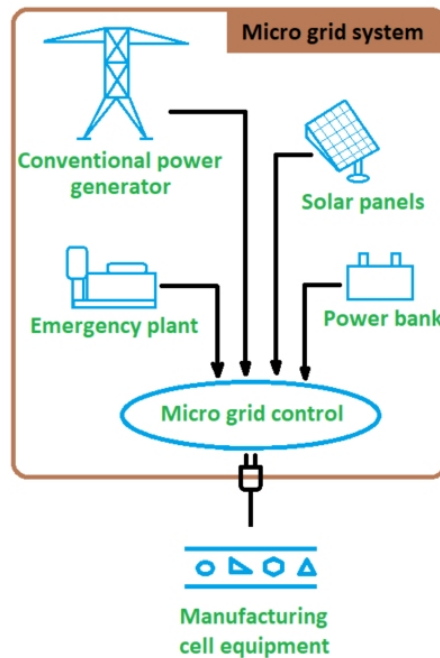 Micro grid system
Conventional power
generator
Solar panels
Emergency plant
Power bank
Micro grid control
Manufacturing
cell equipment